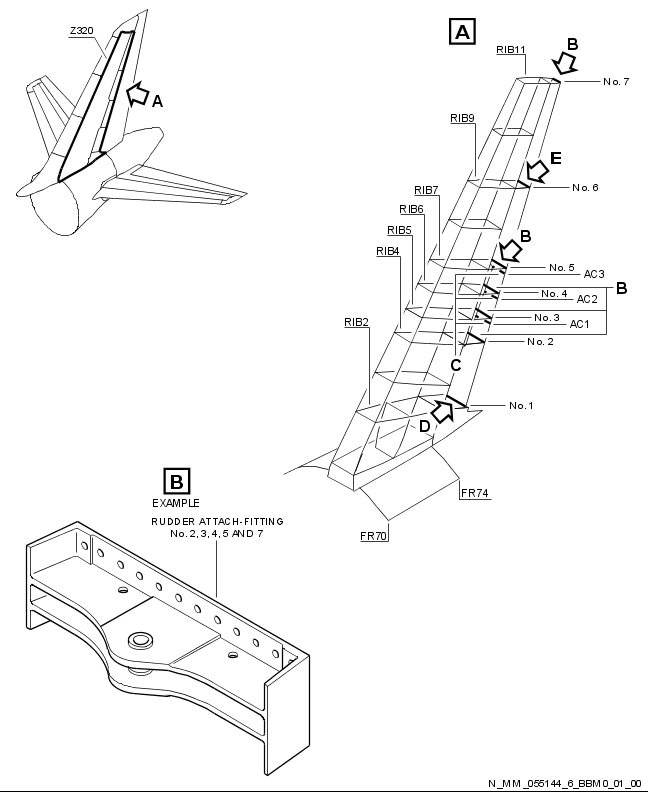 Z320
A
A
RIB11
B
No. 7
RIB9
E
No. 6
RIB7
RIB6
RIB5
RIB4
B
No. 5
AC3
B
No. 4
AC2
No. 3
AC1
No. 2
RIB2
C
No. 1
D
FR74
FR70
B
EXAMPLE
RUDDER ATTACH-FITTING
No. 2, 3, 4, 5 AND 7
N_MM_055144_6_BBM0_01_00